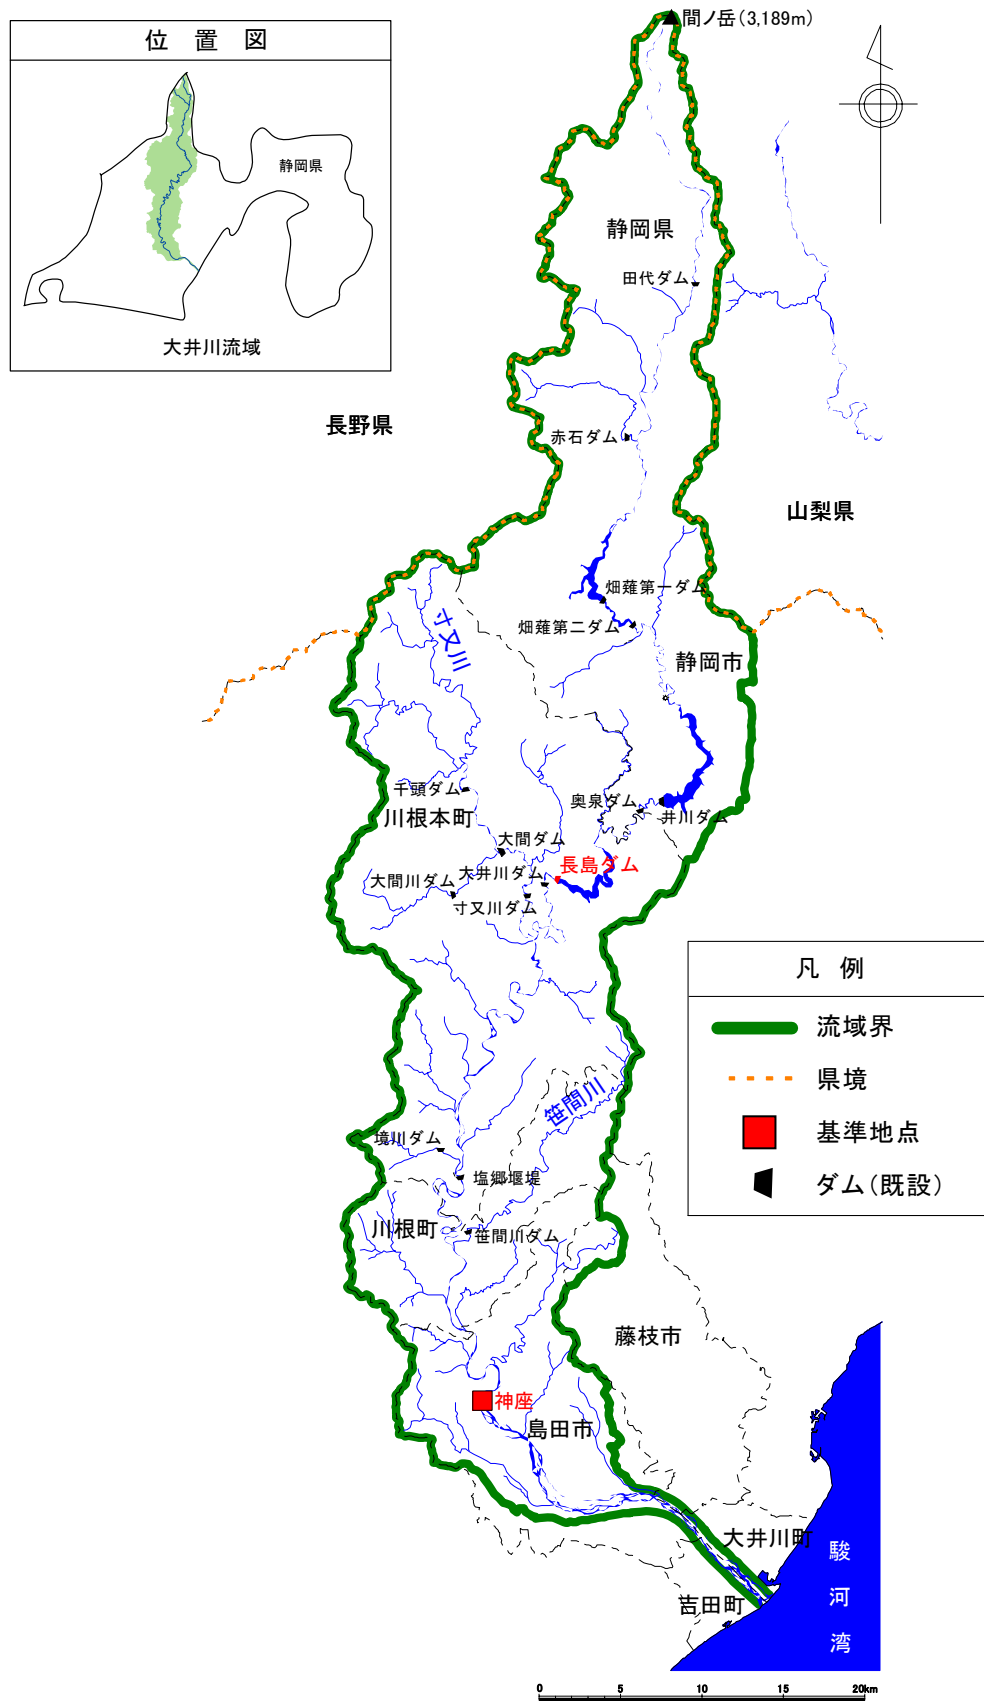 間ノ岳(3,189m)
位 置 図
静岡県
大井川流域
静岡県
田代ダム
長野県
赤石ダム
山梨県
畑薙第一ダム
寸又川
畑薙第二ダム
静岡市
千頭ダム
奥泉ダム
井川ダム
川根本町
大間ダム
長島ダム
大井川ダム
大間川ダム
寸又川ダム
凡 例
流域界
県境
基準地点
ダム(既設)
笹間川
境川ダム
塩郷堰堤
川根町
笹間川ダム
藤枝市
神座
島田市
大井川町
駿河湾
吉田町
0 5 10 15 20km